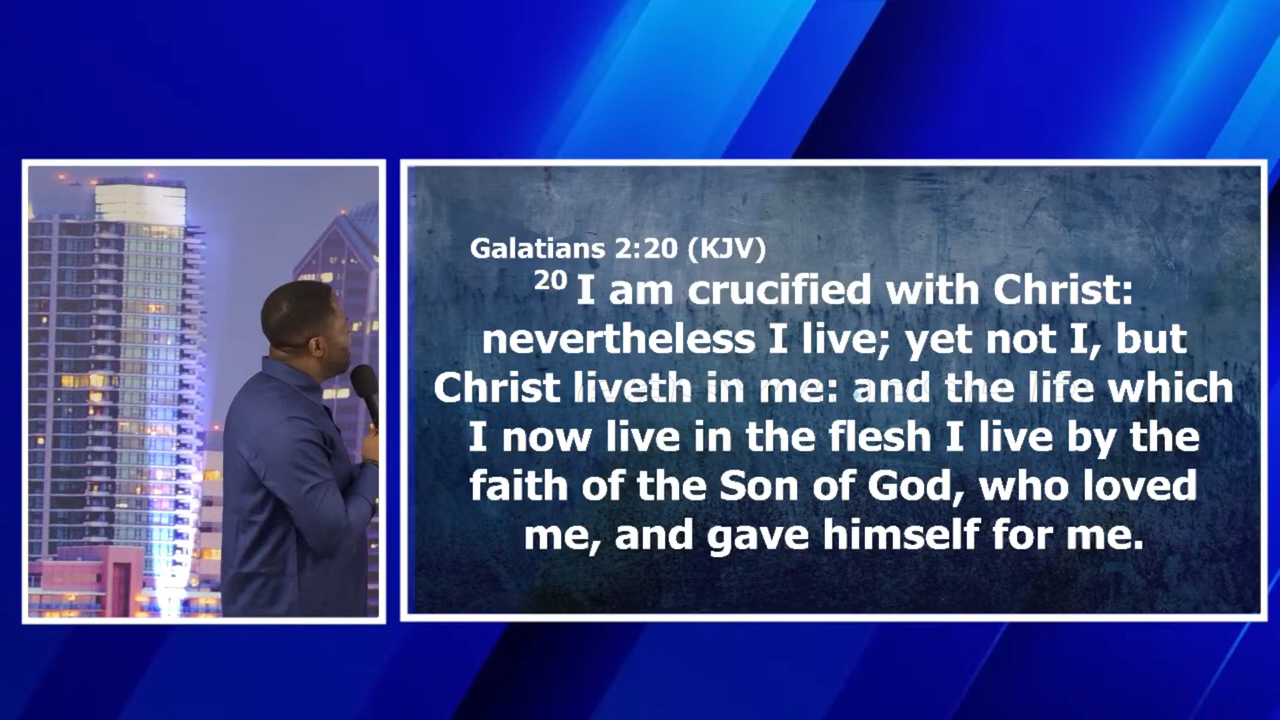 Galatians 2:20 (KJV)
20 I am crucified with Christ:
nevertheless I live; yet not I, but
Christ liveth in me: and the life which
I now live in the flesh I live by the
faith of the Son of God, who loved
me, and gave himself for me.